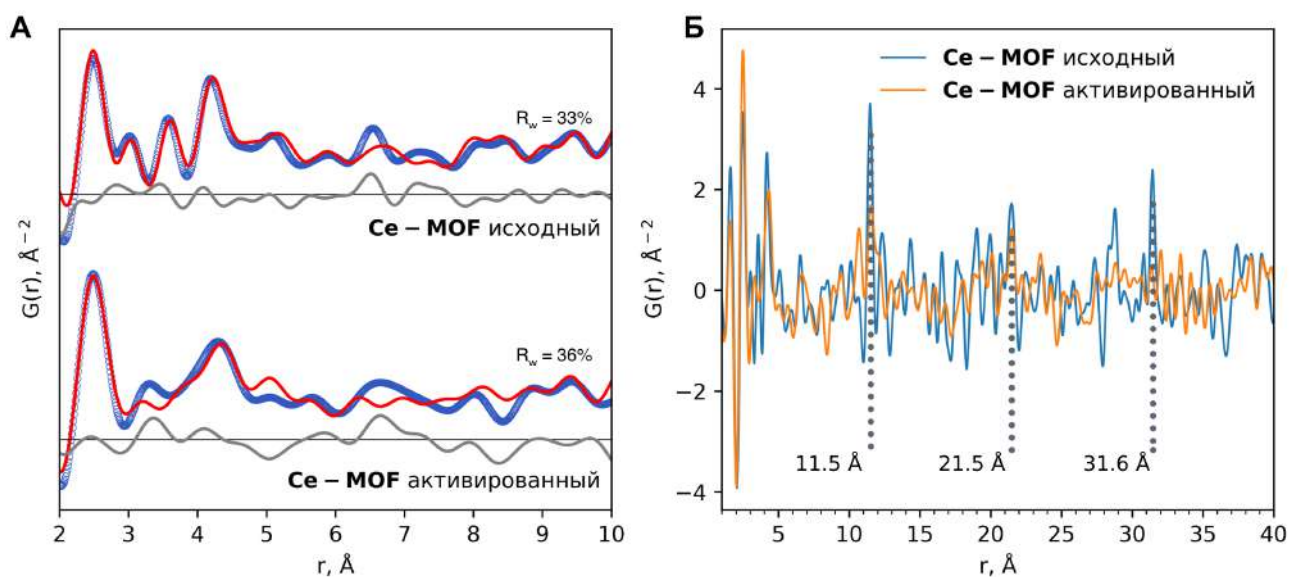 А
G(r), Å⁻²
R_w = 33%
Ce – MOF исходный
R_w = 36%
Ce – MOF активированный
2 3 4 5 6 7 8 9 10
r, Å
Б
G(r), Å⁻²
4
2
0
−2
−4
Ce – MOF исходный
Ce – MOF активированный
11.5 Å 21.5 Å 31.6 Å
5 10 15 20 25 30 35 40
r, Å